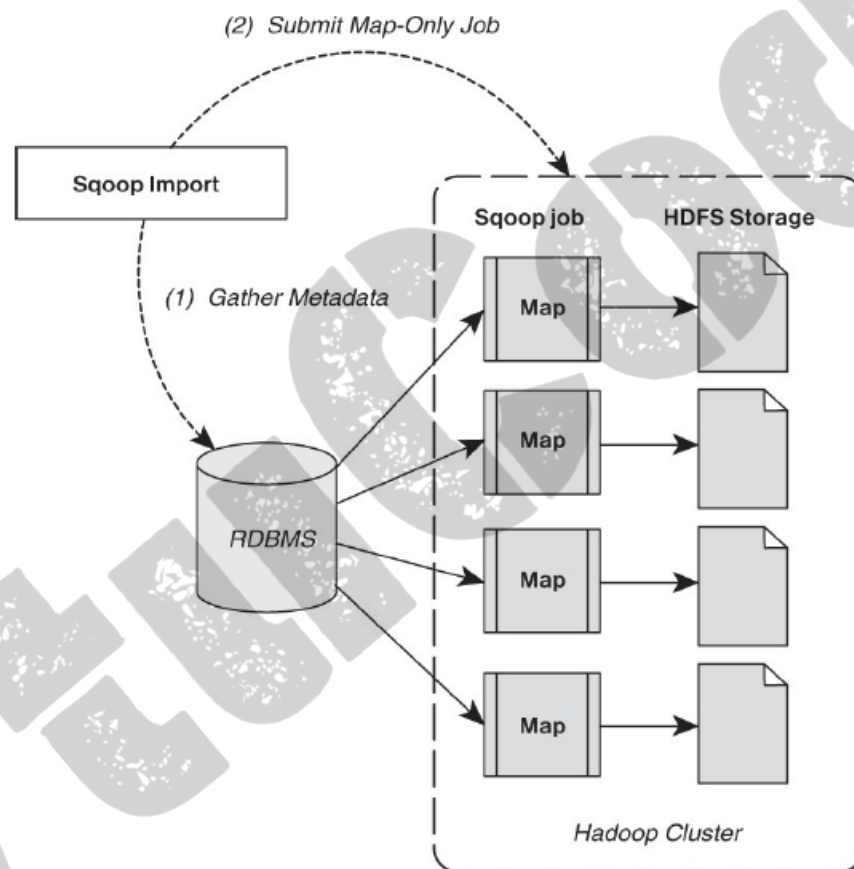 (2) Submit Map-Only Job
Sqoop Import
Sqoop job
HDFS Storage
(1) Gather Metadata
Map
Map
RDBMS
Map
Map
Hadoop Cluster